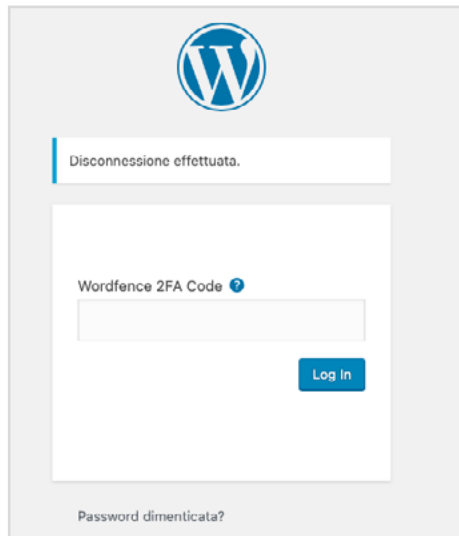 Disconnessione effettuata.
Wordfence 2FA Code ?
Log In
Password dimenticata?